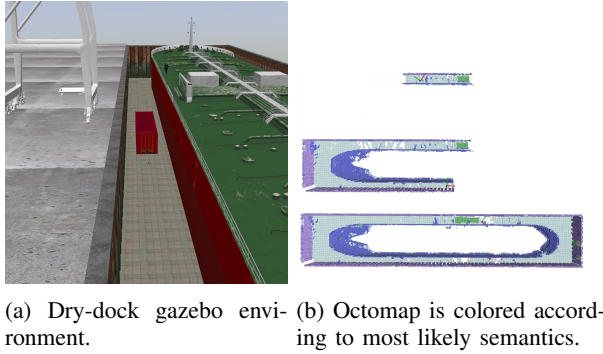 (a) Dry-dock gazebo envi-
ronment.
(b) Octomap is colored accord-
ing to most likely semantics.